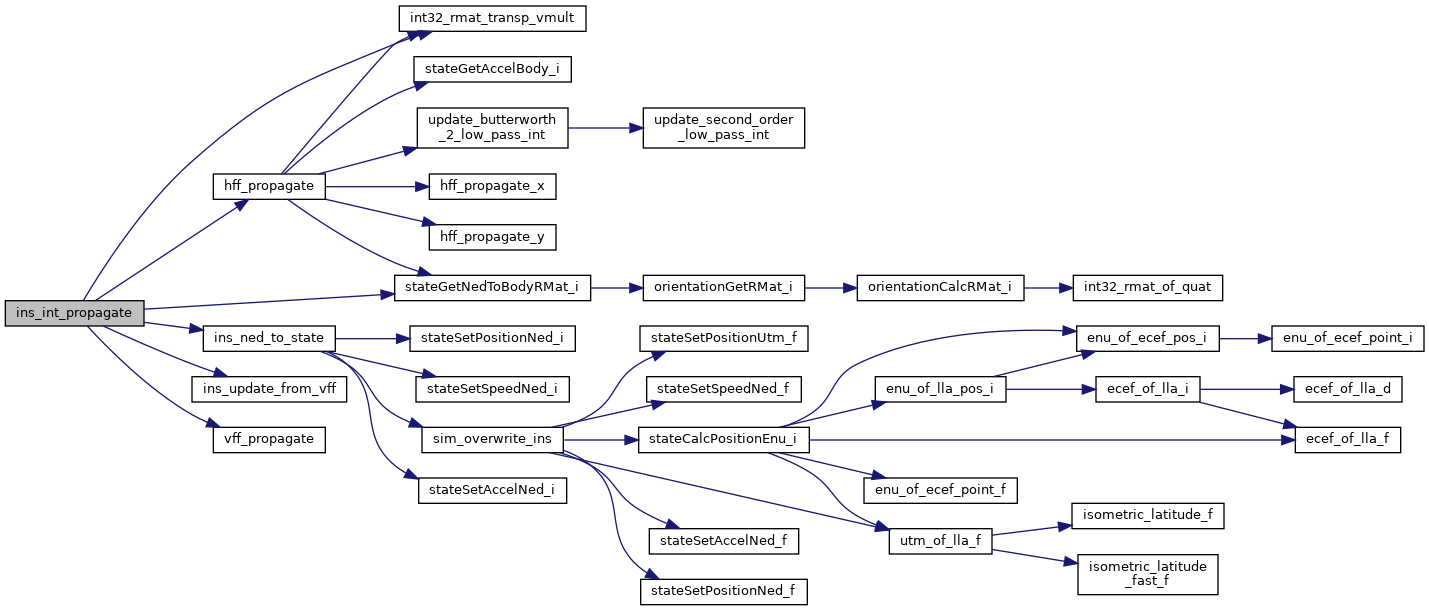 int32_rmat_transp_vmult
stateGetAccelBody_i
update_butterworth
_2_low_pass_int
update_second_order
_low_pass_int
hff_propagate
hff_propagate_x
hff_propagate_y
stateGetNedToBodyRMat_i
orientationGetRMat_i
orientationCalcRMat_i
int32_rmat_of_quat
ins_int_propagate
ins_ned_to_state
stateSetPositionNed_i
stateSetPositionUtm_f
enu_of_ecef_pos_i
enu_of_ecef_point_i
ins_update_from_vff
stateSetSpeedNed_i
stateSetSpeedNed_f
enu_of_lla_pos_i
ecef_of_lla_i
ecef_of_lla_d
vff_propagate
sim_overwrite_ins
stateCalcPositionEnu_i
ecef_of_lla_f
stateSetAccelNed_i
enu_of_ecef_point_f
isometric_latitude_f
stateSetAccelNed_f
utm_of_lla_f
isometric_latitude
_fast_f
stateSetPositionNed_f